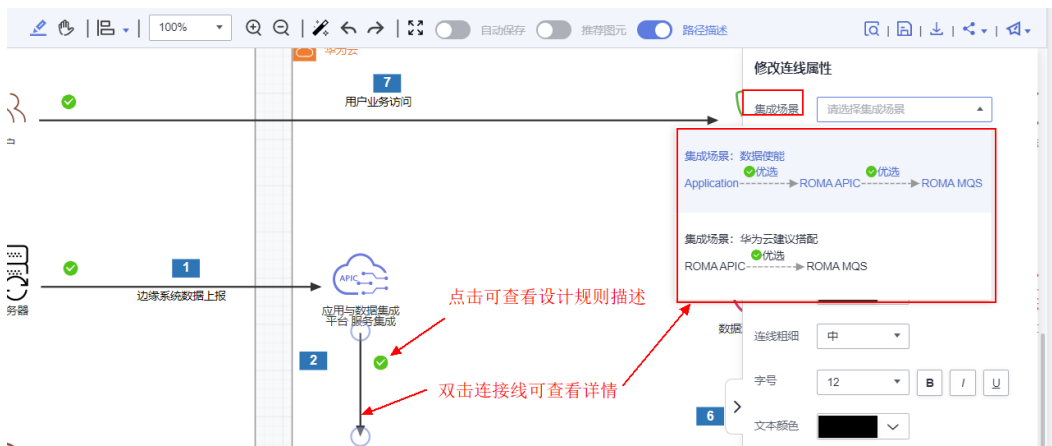 100%
自动保存
推荐图元
路径描述
华为云
7
用户业务访问
修改连线属性
集成场景
请选择集成场景
集成场景：数据使能
优选
优选
Application
ROMA APIC
ROMA MQS
集成场景：华为云建议搭配
优选
ROMA APIC
ROMA MQS
1
边缘系统数据上报
务器
APIC
应用与数据集成
平台 服务集成
点击可查看设计规则描述
数据
2
双击连接线可查看详情
6
连线粗细
中
字号
12
B
I
U
文本颜色